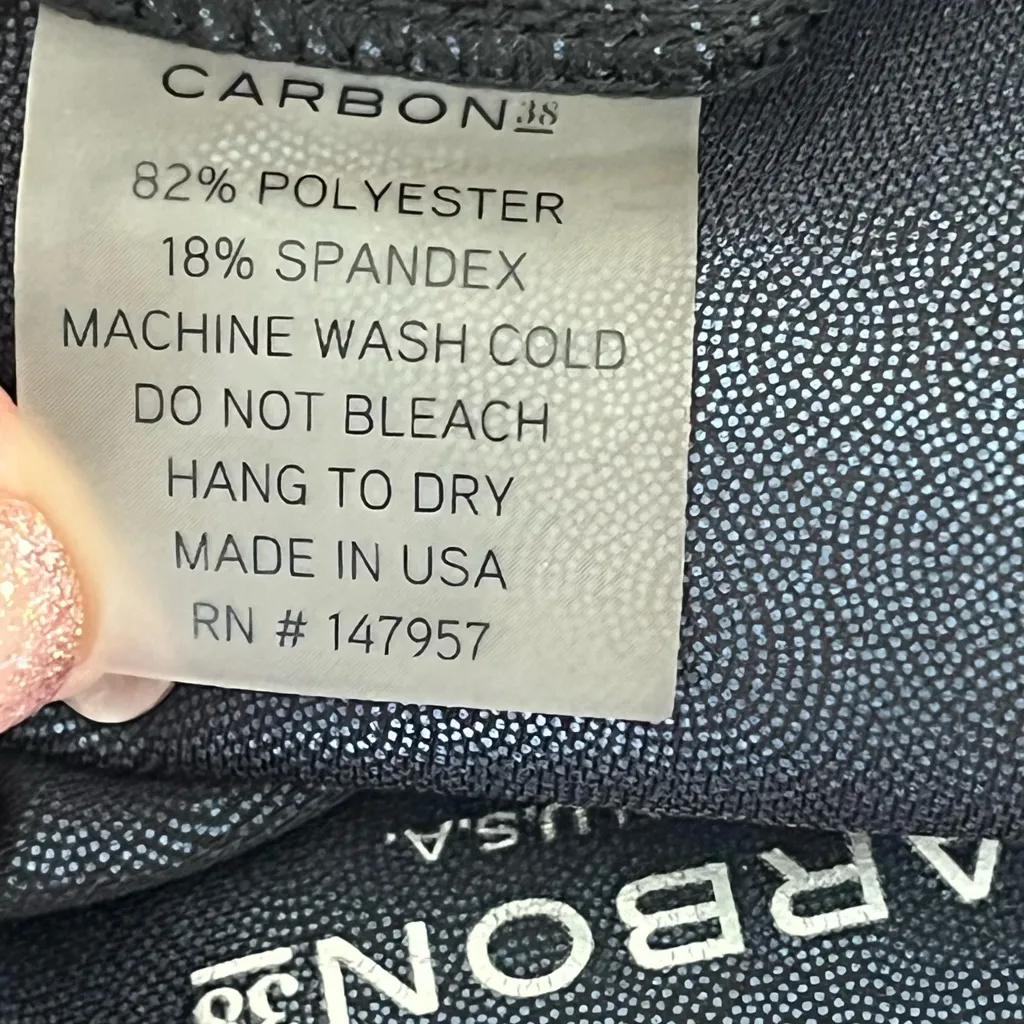 CARBON38
82% POLYESTER
18% SPANDEX
MACHINE WASH COLD
DO NOT BLEACH
HANG TO DRY
MADE IN USA
RN # 147957
U.S.A.
ARBON38